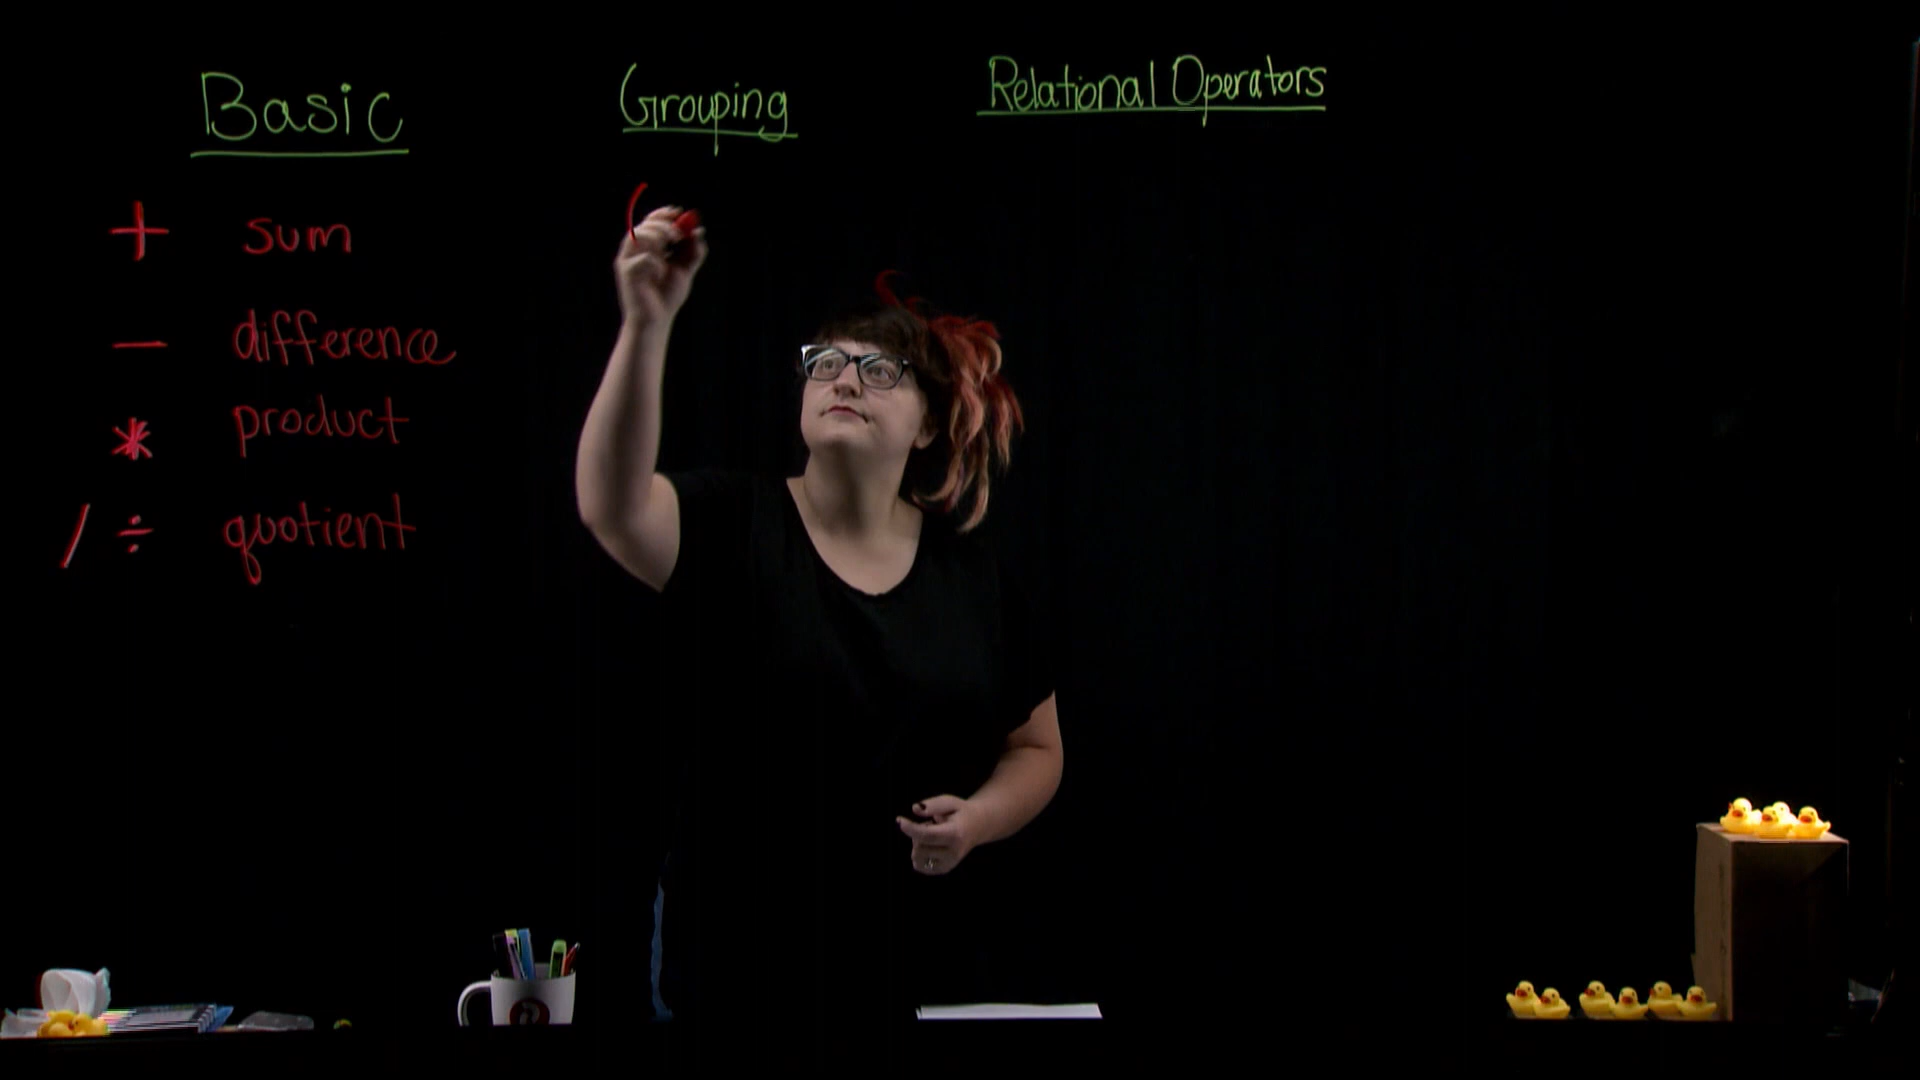 Basic
+ sum
- difference
* product
/ ÷ quotient
Grouping
(
Relational Operators